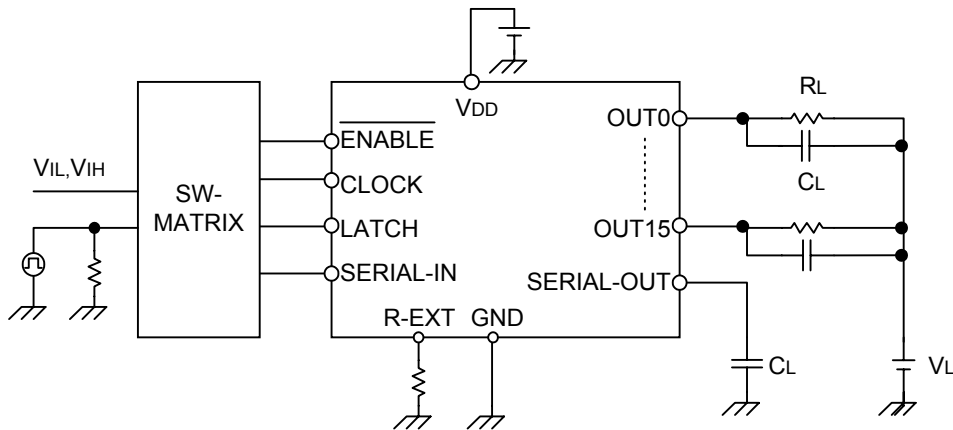 VDD
RL
OUT0
ENABLE
VIL,VIH
CLOCK
CL
SW-
MATRIX
LATCH
OUT15
SERIAL-IN
SERIAL-OUT
R-EXT GND
CL
VL